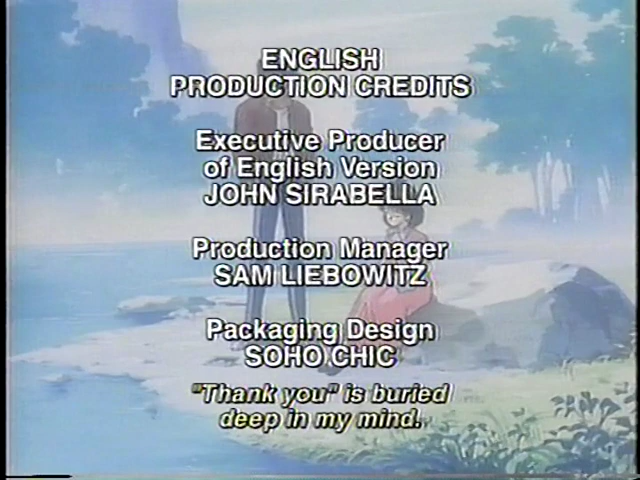 ENGLISH
PRODUCTION CREDITS
Executive Producer
of English Version
JOHN SIRABELLA
Production Manager
SAM LIEBOWITZ
Packaging Design
SOHO CHIC
"Thank you" is buried
deep in my mind.